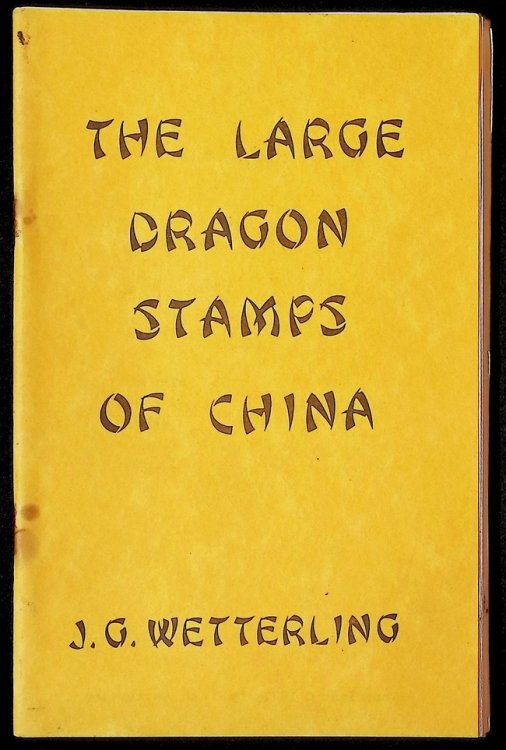 THE LARGE
DRAGON
STAMPS
OF CHINA
J. G. WETTERLING